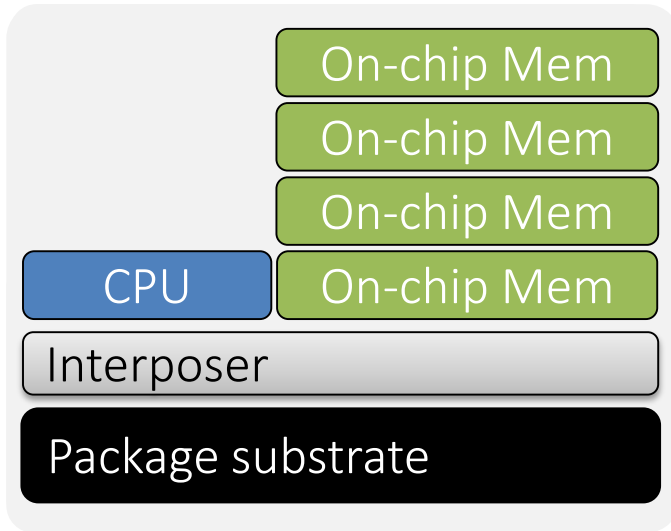 On-chip Mem
On-chip Mem
On-chip Mem
CPU On-chip Mem
Interposer
Package substrate